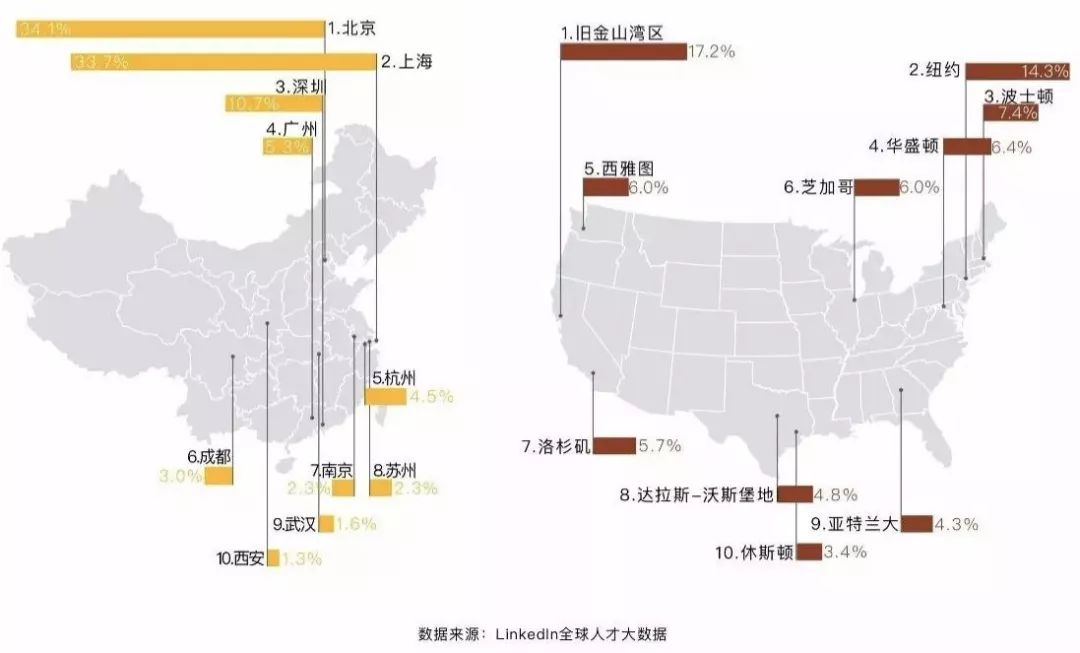 34.1%
1.北京
33.7%
2.上海
3.深圳
10.7%
4.广州
5.3%
5.杭州
4.5%
6.成都
3.0%
7.南京
2.3%
8.苏州
2.3%
9.武汉
1.6%
10.西安
1.3%
1.旧金山湾区
17.2%
2.纽约
14.3%
3.波士顿
7.4%
4.华盛顿
6.4%
5.西雅图
6.0%
6.芝加哥
6.0%
7.洛杉矶
5.7%
8.达拉斯-沃斯堡地
4.8%
9.亚特兰大
4.3%
10.休斯顿
3.4%
数据来源：LinkedIn全球人才大数据